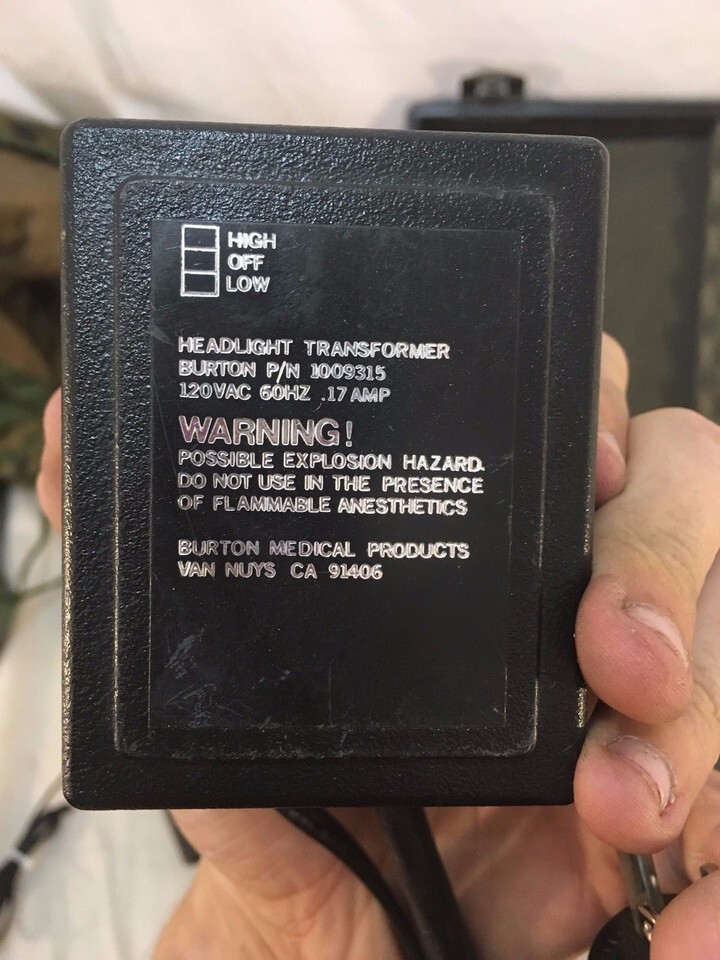 HIGH
OFF
LOW
HEADLIGHT TRANSFORMER
BURTON P/N 1009315
120VAC 60HZ .17 AMP
WARNING!
POSSIBLE EXPLOSION HAZARD.
DO NOT USE IN THE PRESENCE
OF FLAMMABLE ANESTHETICS
BURTON MEDICAL PRODUCTS
VAN NUYS CA 91406